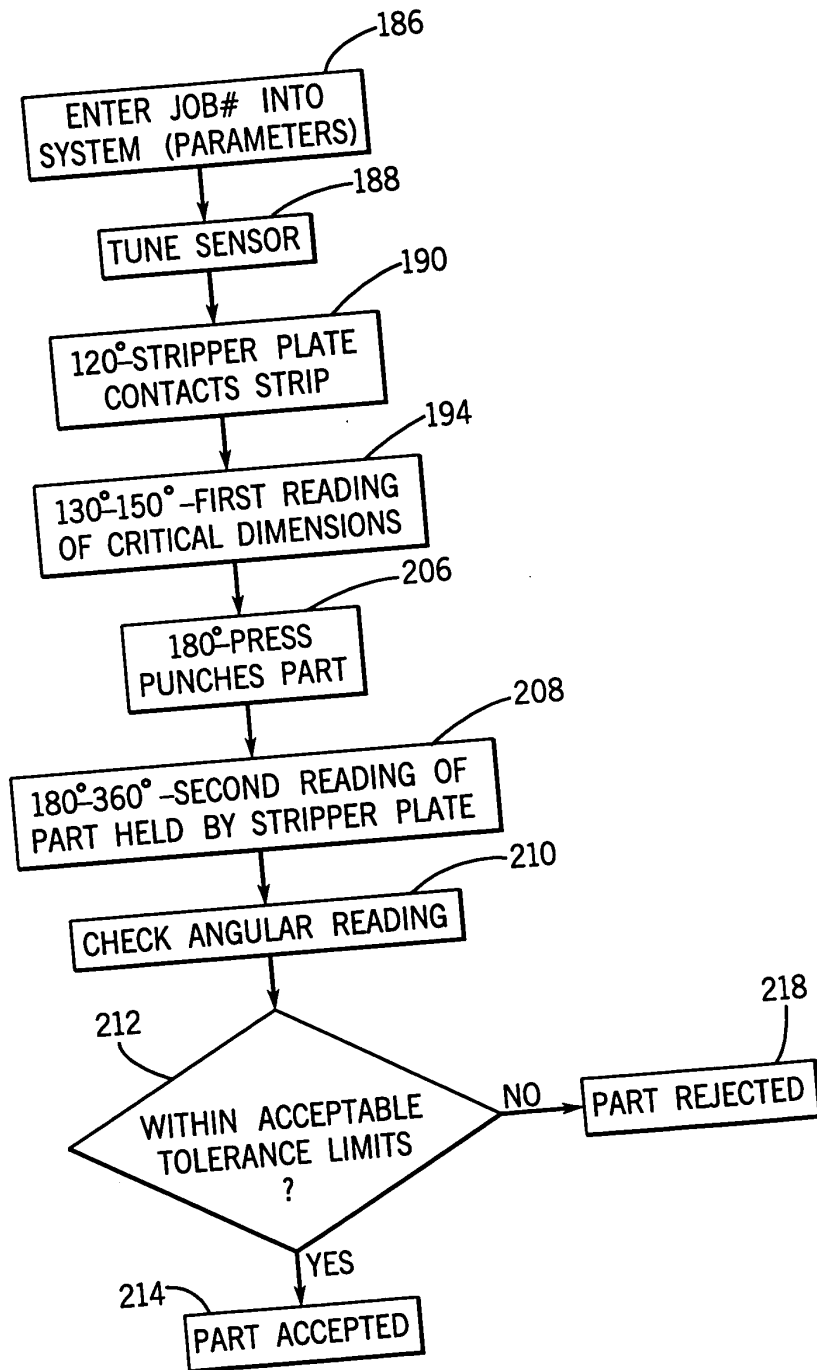 186
ENTER JOB# INTO
SYSTEM (PARAMETERS)
188
TUNE SENSOR
190
120°-STRIPPER PLATE
CONTACTS STRIP
194
130°-150°-FIRST READING
OF CRITICAL DIMENSIONS
206
180°-PRESS
PUNCHES PART
208
180°-360°-SECOND READING OF
PART HELD BY STRIPPER PLATE
210
CHECK ANGULAR READING
212
WITHIN ACCEPTABLE
TOLERANCE LIMITS
?
NO
218
PART REJECTED
YES
214
PART ACCEPTED